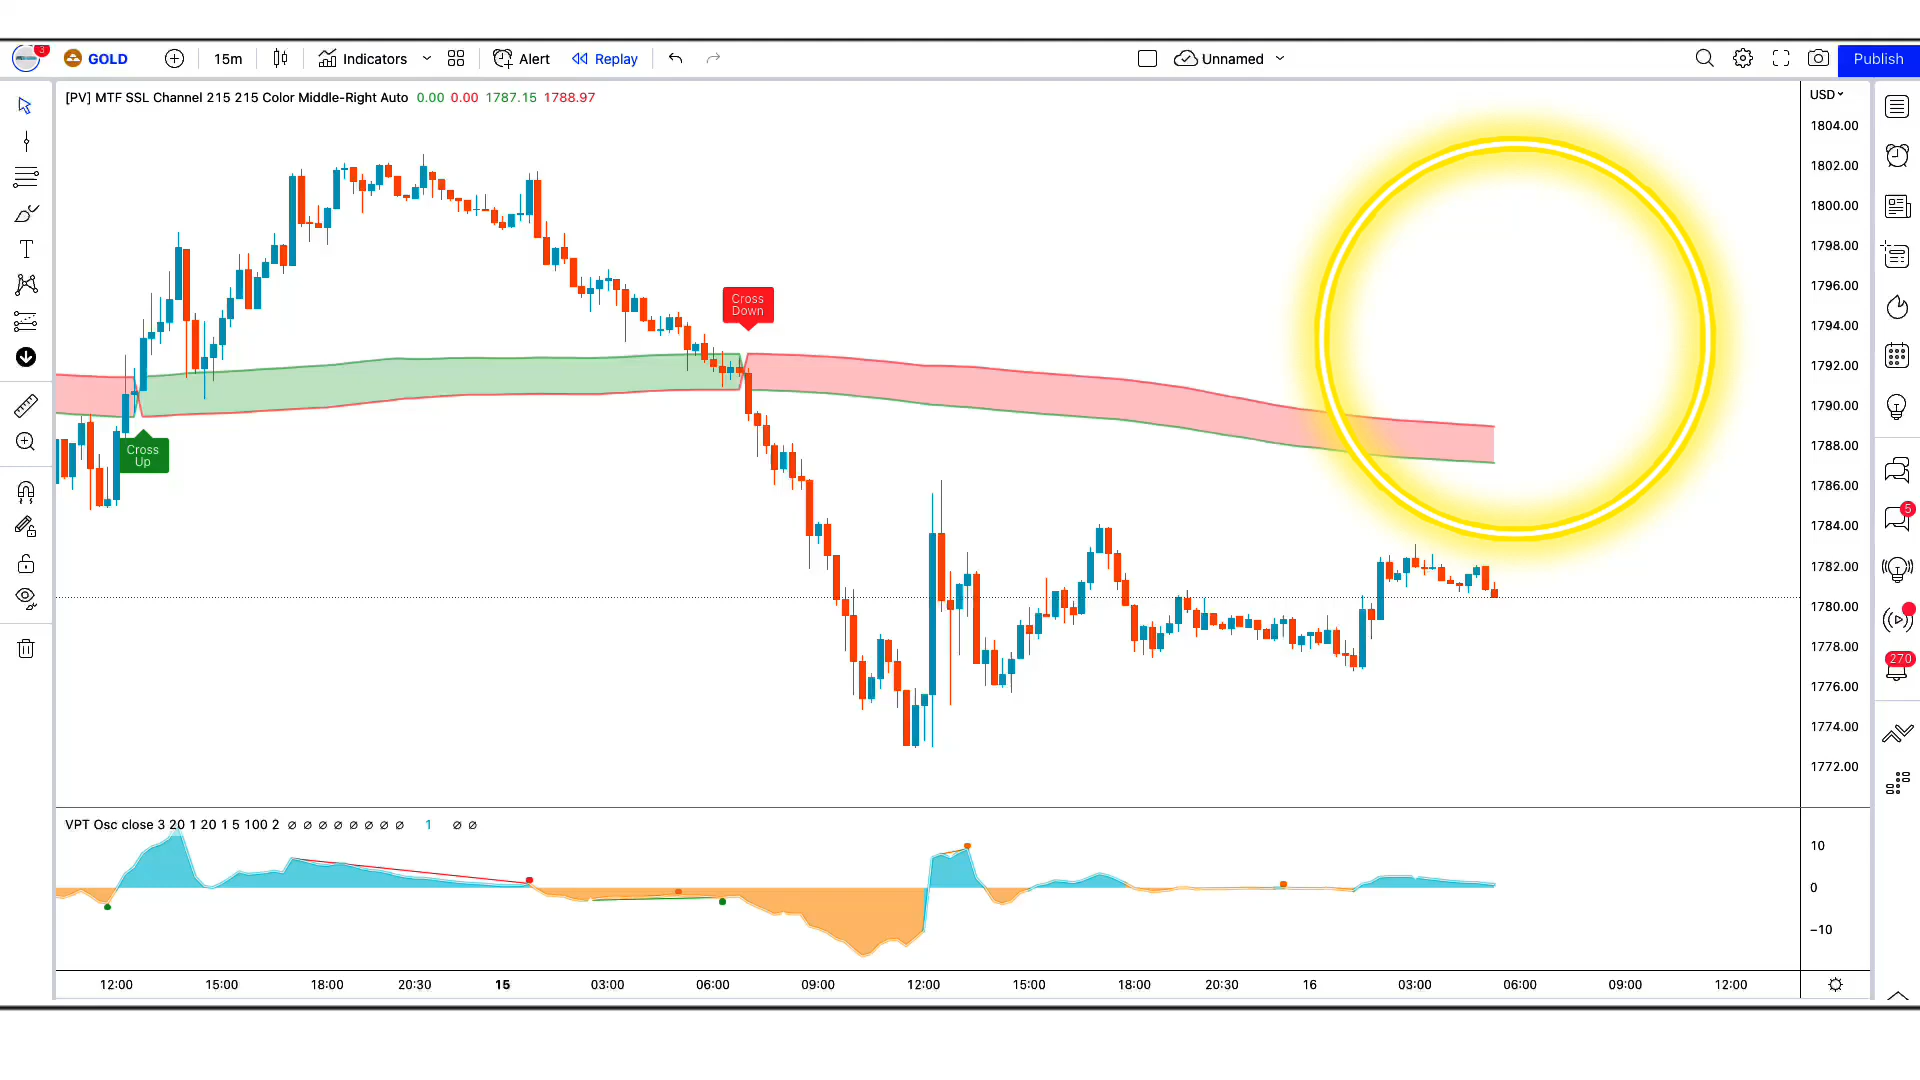 3 GOLD 15m Indicators Alert Replay Unnamed Publish
[PV] MTF SSL Channel 215 215 Color Middle-Right Auto 0.00 0.00 1787.15 1788.97
USD
1804.00
1802.00
1800.00
1798.00
1796.00
1794.00
1792.00
1790.00
1788.00
1786.00
1784.00
1782.00
1780.00
1778.00
1776.00
1774.00
1772.00
Cross
Down
Cross
Up
5
270
VPT Osc close 3 20 1 20 1 5 100 2 ∅ ∅ ∅ ∅ ∅ ∅ ∅ ∅ 1 ∅ ∅
10
0
−10
12:00 15:00 18:00 20:30 15 03:00 06:00 09:00 12:00 15:00 18:00 20:30 16 03:00 06:00 09:00 12:00